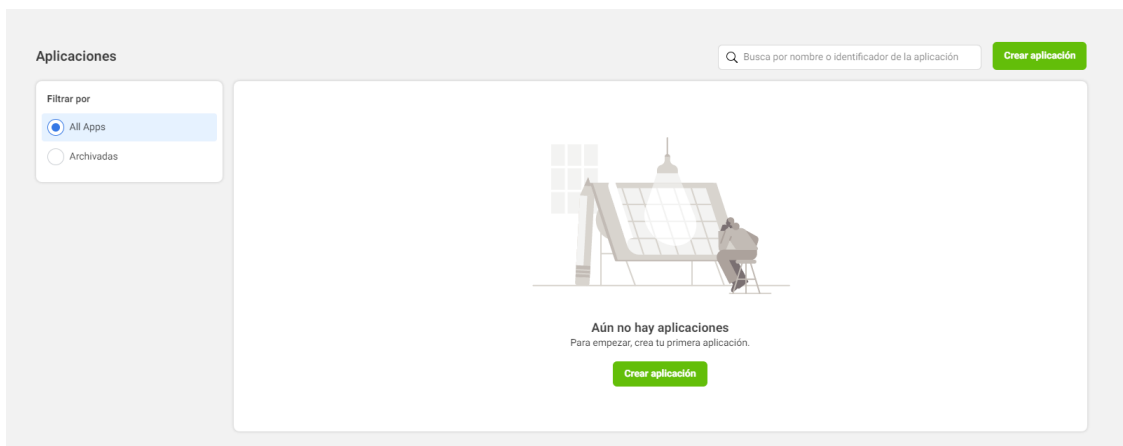 Aplicaciones
Busca por nombre o identificador de la aplicación
Crear aplicación
Filtrar por
All Apps
Archivadas
Aún no hay aplicaciones
Para empezar, crea tu primera aplicación.
Crear aplicación